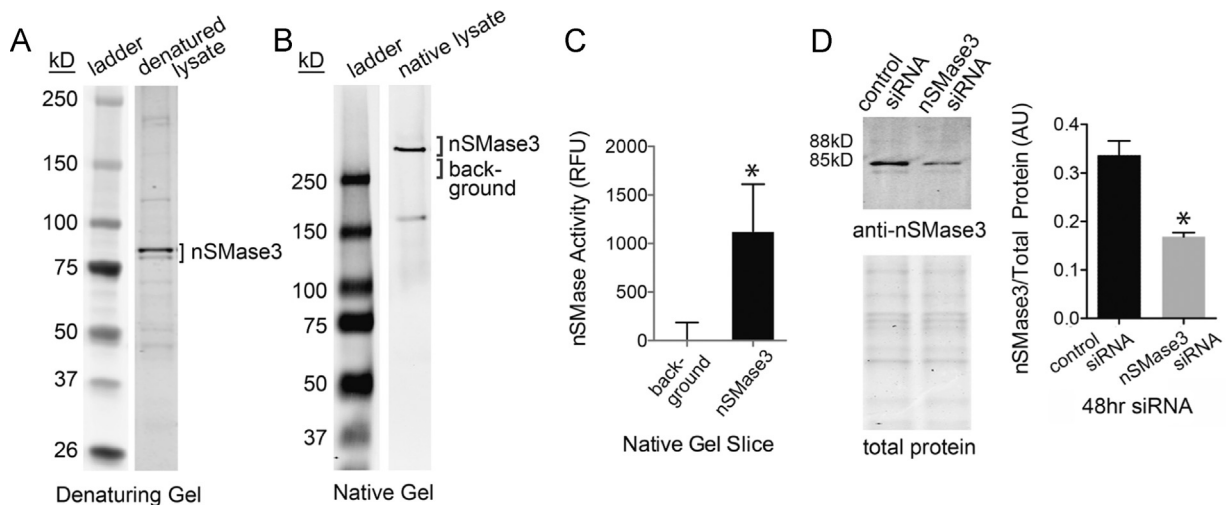 A
kD
ladder
denatured
lysate
250
150
100
75
50
37
26
nSMase3
Denaturing Gel
B
kD
ladder
native lysate
250
150
100
75
50
37
nSMase3
back-
ground
Native Gel
C
nSMase Activity (RFU)
2000
1500
1000
500
0
*
back-
ground
nSMase3
Native Gel Slice
D
control
siRNA
nSMase3
siRNA
88kD
85kD
anti-nSMase3
total protein
nSMase3/Total Protein (AU)
0.4
0.3
0.2
0.1
0.0
*
control
siRNA
nSMase3
siRNA
48hr siRNA